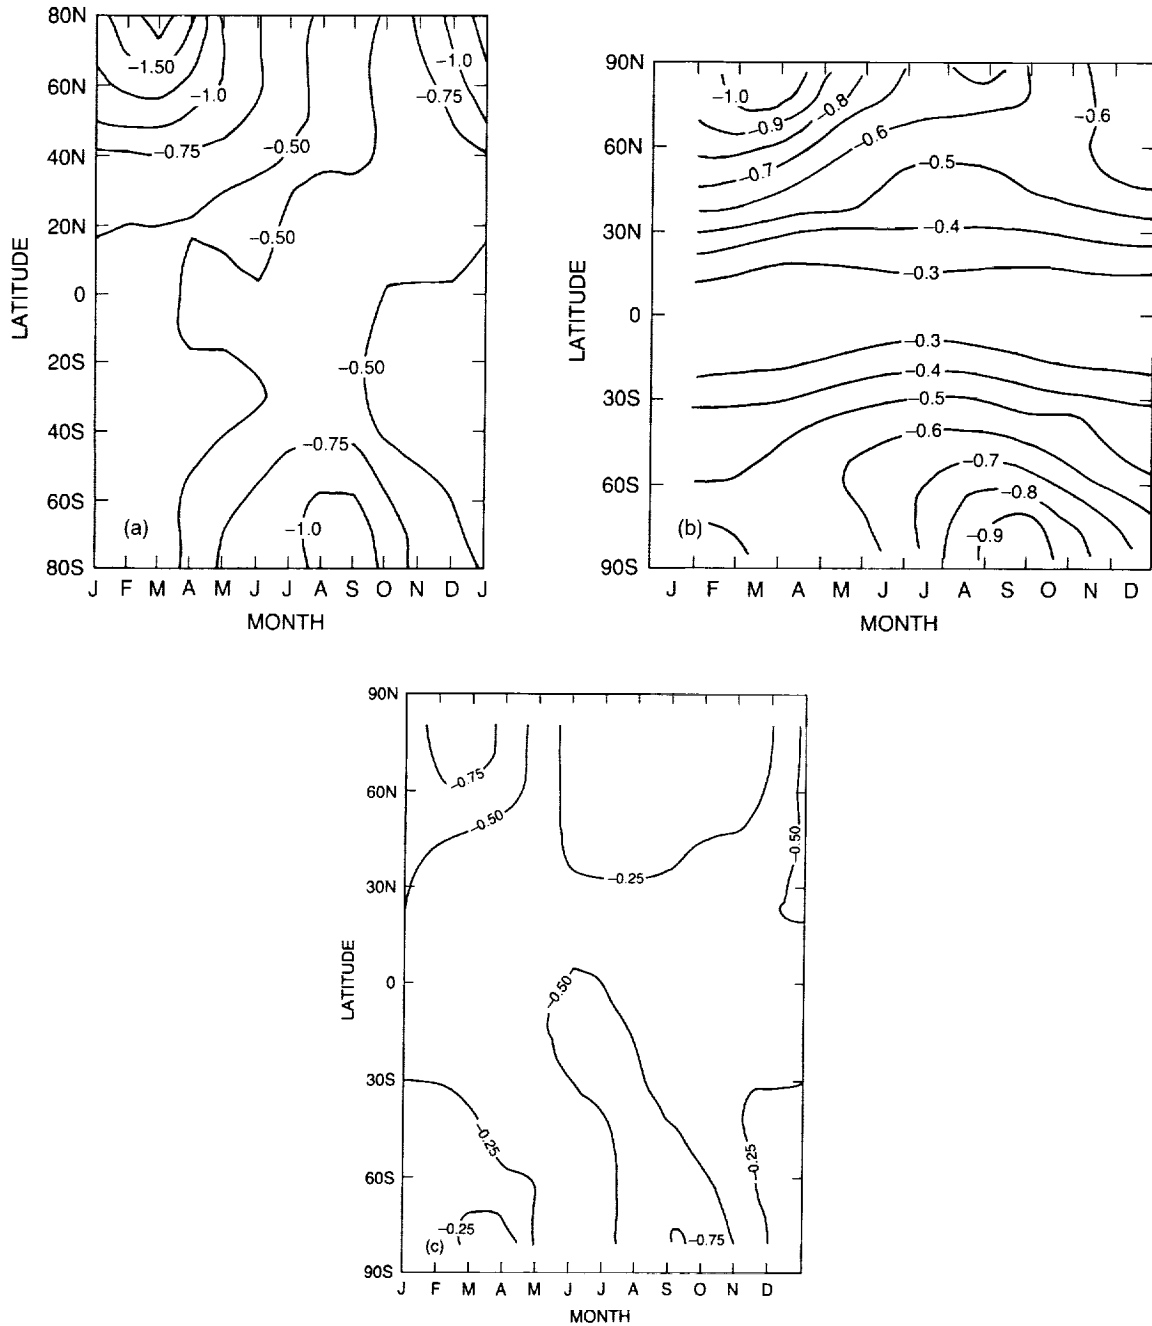 80N
60N
40N
20N
0
20S
40S
60S
80S
LATITUDE
−1.50
−1.0
−0.75
−0.50
−0.50
−1.0
−0.75
−0.50
−0.75
−1.0
(a)
J F M A M J J A S O N D J
MONTH
90N
60N
30N
0
30S
60S
90S
LATITUDE
−1.0
−0.9
−0.8
−0.7
−0.6
−0.6
−0.5
−0.4
−0.3
−0.3
−0.4
−0.5
−0.6
−0.7
−0.8
−0.9
(b)
J F M A M J J A S O N D
MONTH
90N
60N
30N
0
30S
60S
90S
LATITUDE
−0.75
−0.50
−0.50
−0.25
−0.50
−0.25
−0.25
−0.25
−0.75
(c)
J F M A M J J A S O N D
MONTH